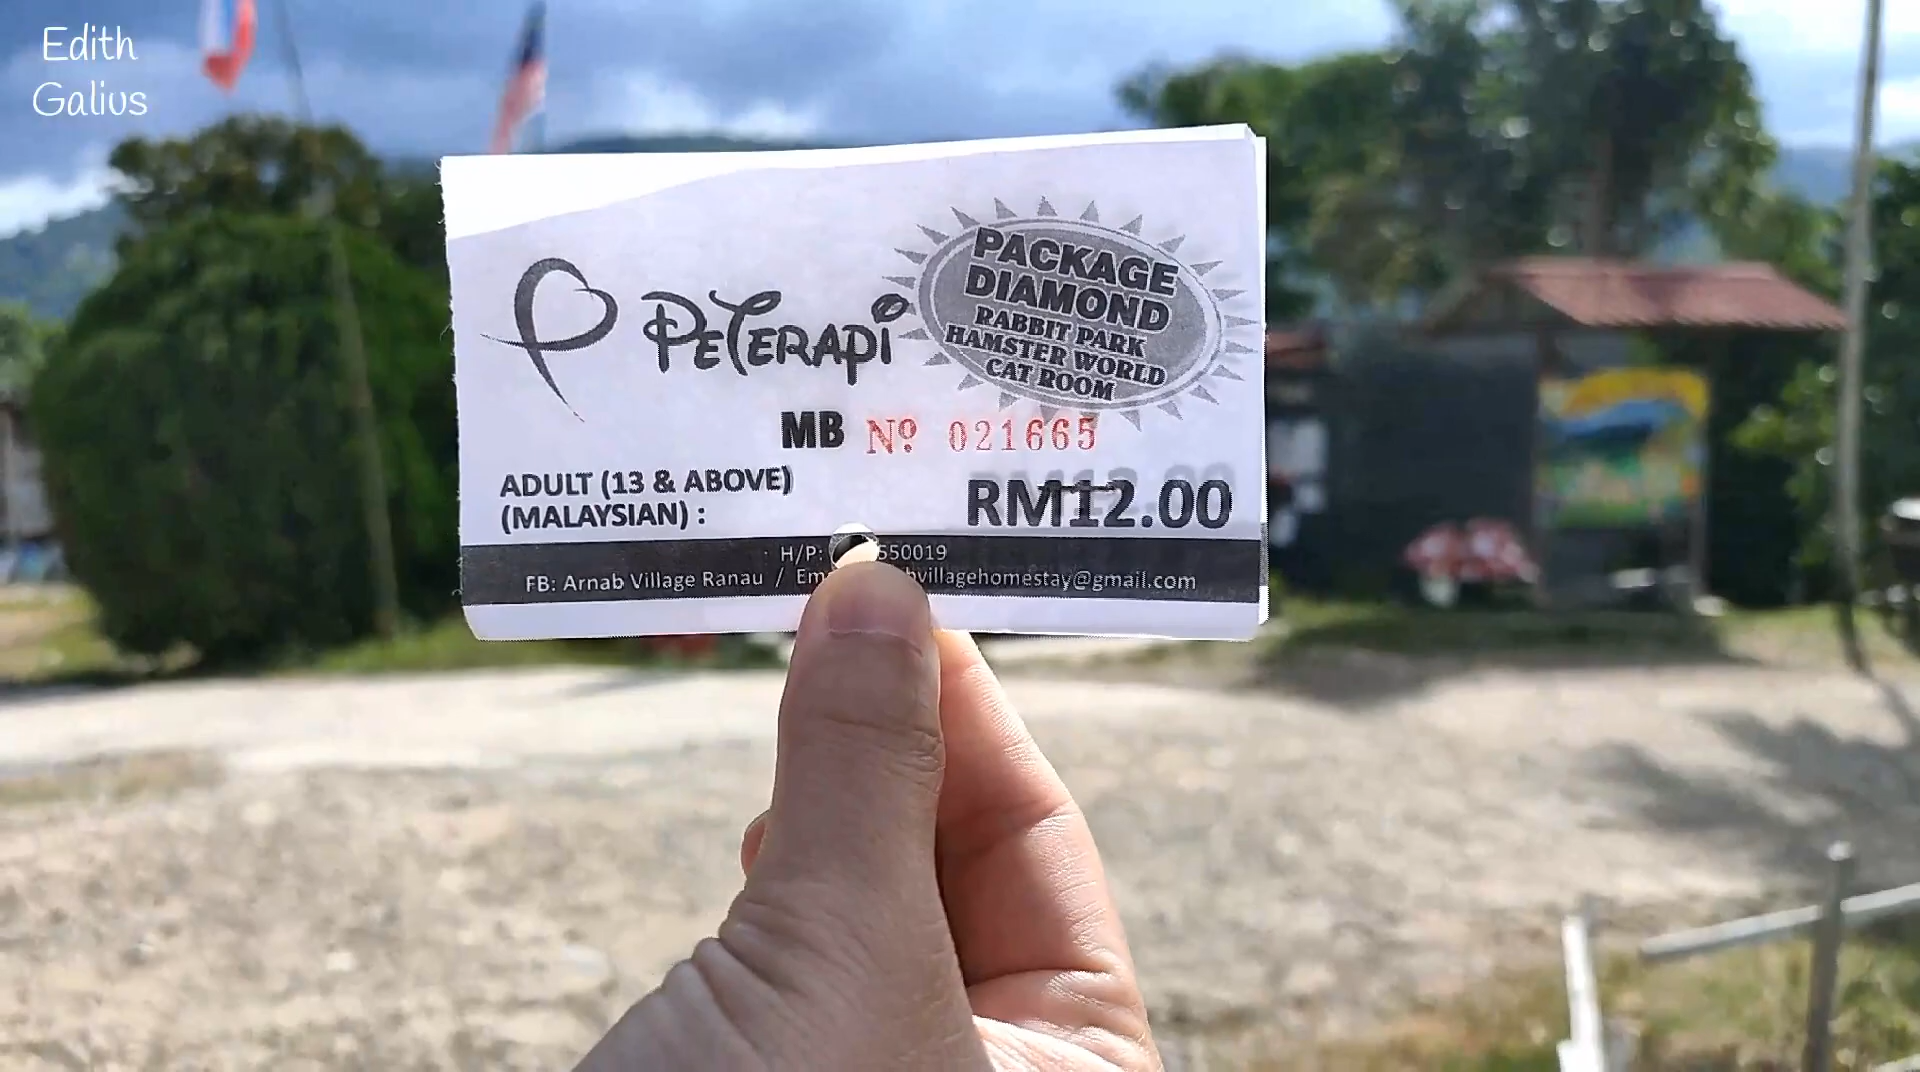 Edith
Galius
PETERAPI
PACKAGE
DIAMOND
RABBIT PARK
HAMSTER WORLD
CAT ROOM
MB Nº 021665
ADULT (13 & ABOVE)
(MALAYSIAN) :
RM12.00
H/P: 550019
FB: Arnab Village Ranau / villagehomestay@gmail.com